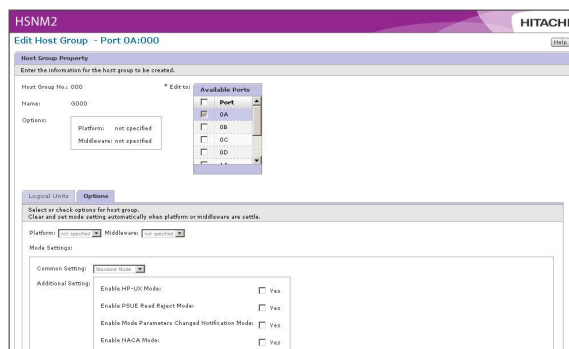 HSNM2
HITACHI
Edit Host Group - Port 0A:000
Help
Host Group Property
Enter the information for the host group to be created.
Host Group No.: 000
* Edit to:
Available Ports
Port
Name: G000
0A
Options:
0B
Platform: not specified
0C
Middleware: not specified
0D
Logical Units
Options
Select or check options for host group.
Clear and set mode setting automatically when platform or middleware are settle.
Platform: not specified Middleware: not specified
Mode Settings:
Common Setting: Standard Mode
Additional Setting:
Enable HP-UX Mode: Yes
Enable PSUE Read Reject Mode: Yes
Enable Mode Parameters Changed Notification Mode: Yes
Enable NACA Mode: Yes